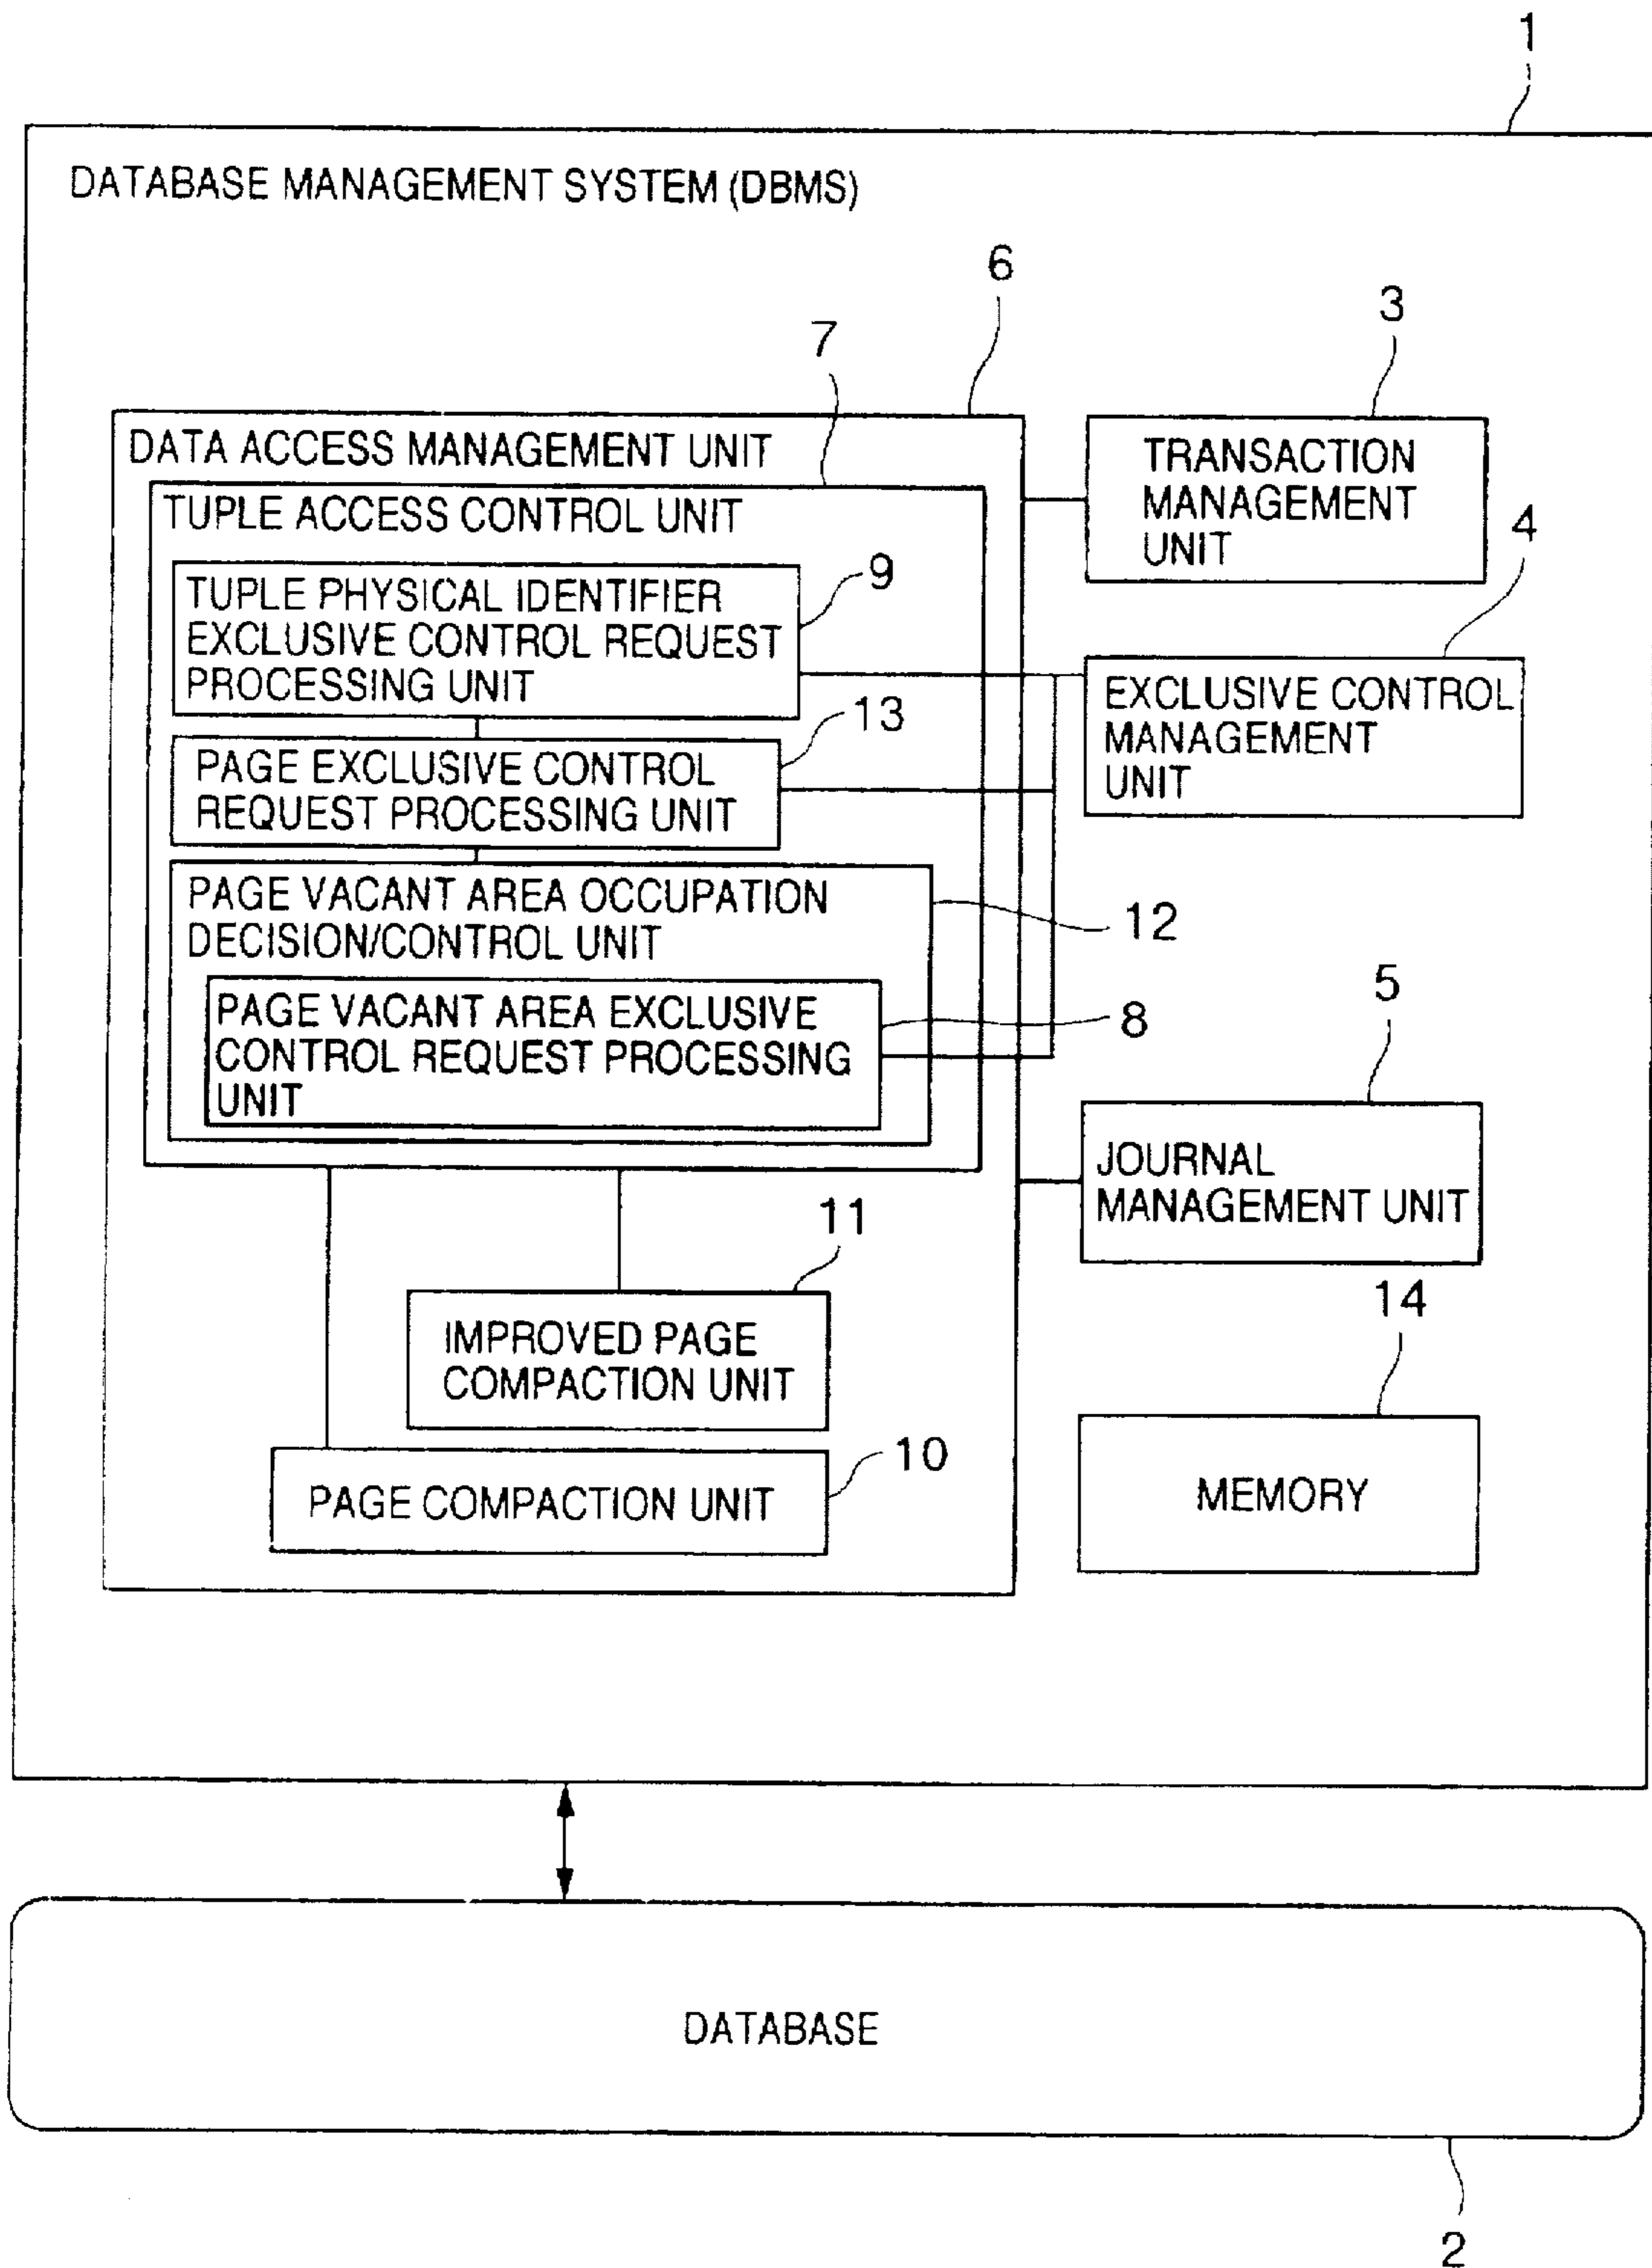 1
DATABASE MANAGEMENT SYSTEM (DBMS)
6
7
3
DATA ACCESS MANAGEMENT UNIT
TRANSACTION
MANAGEMENT
UNIT
TUPLE ACCESS CONTROL UNIT
4
TUPLE PHYSICAL IDENTIFIER
EXCLUSIVE CONTROL REQUEST
PROCESSING UNIT
9
EXCLUSIVE CONTROL
MANAGEMENT
UNIT
13
PAGE EXCLUSIVE CONTROL
REQUEST PROCESSING UNIT
PAGE VACANT AREA OCCUPATION
DECISION/CONTROL UNIT
12
PAGE VACANT AREA EXCLUSIVE
CONTROL REQUEST PROCESSING
UNIT
8
5
JOURNAL
MANAGEMENT UNIT
11
IMPROVED PAGE
COMPACTION UNIT
14
10
PAGE COMPACTION UNIT
MEMORY
DATABASE
2